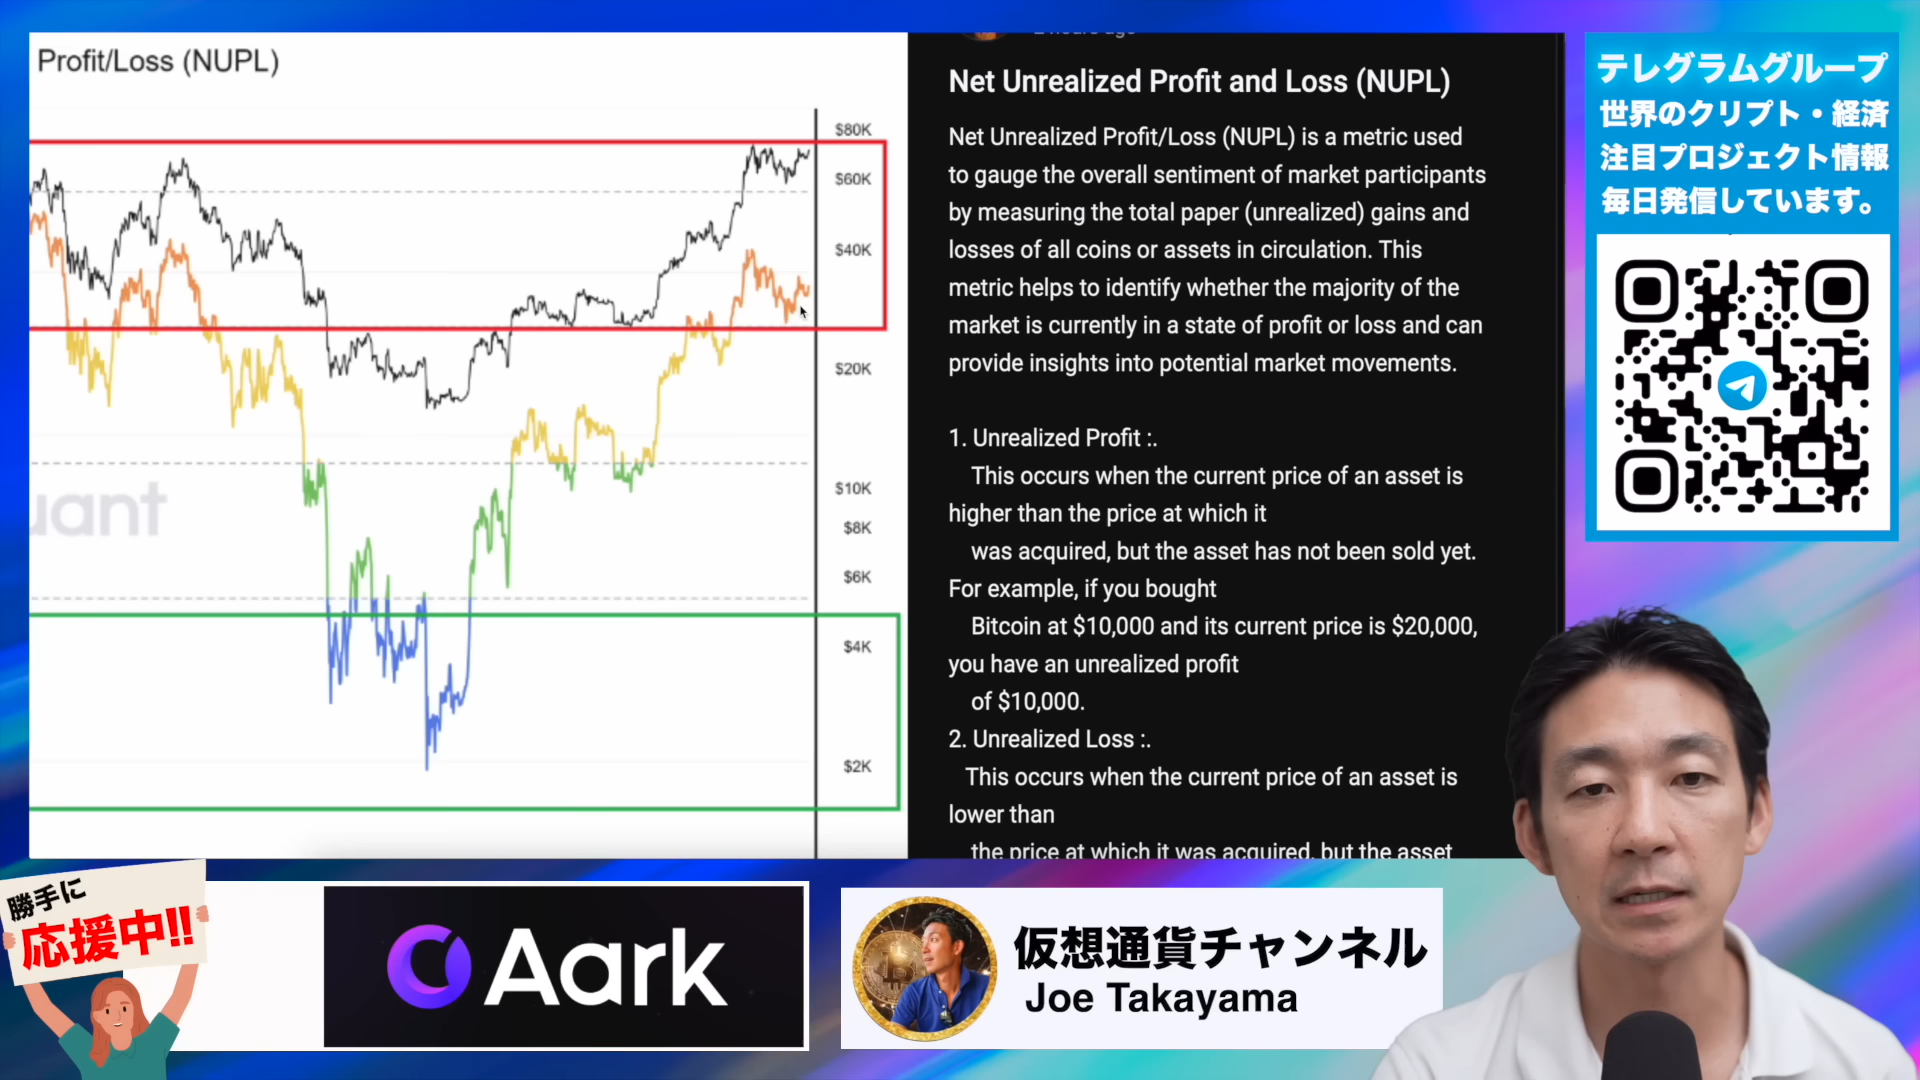 Profit/Loss (NUPL)
$80K
$60K
$40K
$20K
$10K
$8K
$6K
$4K
$2K
uant
2 hours ago
Net Unrealized Profit and Loss (NUPL)
Net Unrealized Profit/Loss (NUPL) is a metric used
to gauge the overall sentiment of market participants
by measuring the total paper (unrealized) gains and
losses of all coins or assets in circulation. This
metric helps to identify whether the majority of the
market is currently in a state of profit or loss and can
provide insights into potential market movements.
1. Unrealized Profit :.
This occurs when the current price of an asset is
higher than the price at which it
was acquired, but the asset has not been sold yet.
For example, if you bought
Bitcoin at $10,000 and its current price is $20,000,
you have an unrealized profit
of $10,000.
2. Unrealized Loss :.
This occurs when the current price of an asset is
lower than
the price at which it was acquired, but the asset
テレグラムグループ
世界のクリプト・経済
注目プロジェクト情報
毎日発信しています。
勝手に
応援中!!
Aark
仮想通貨チャンネル
Joe Takayama